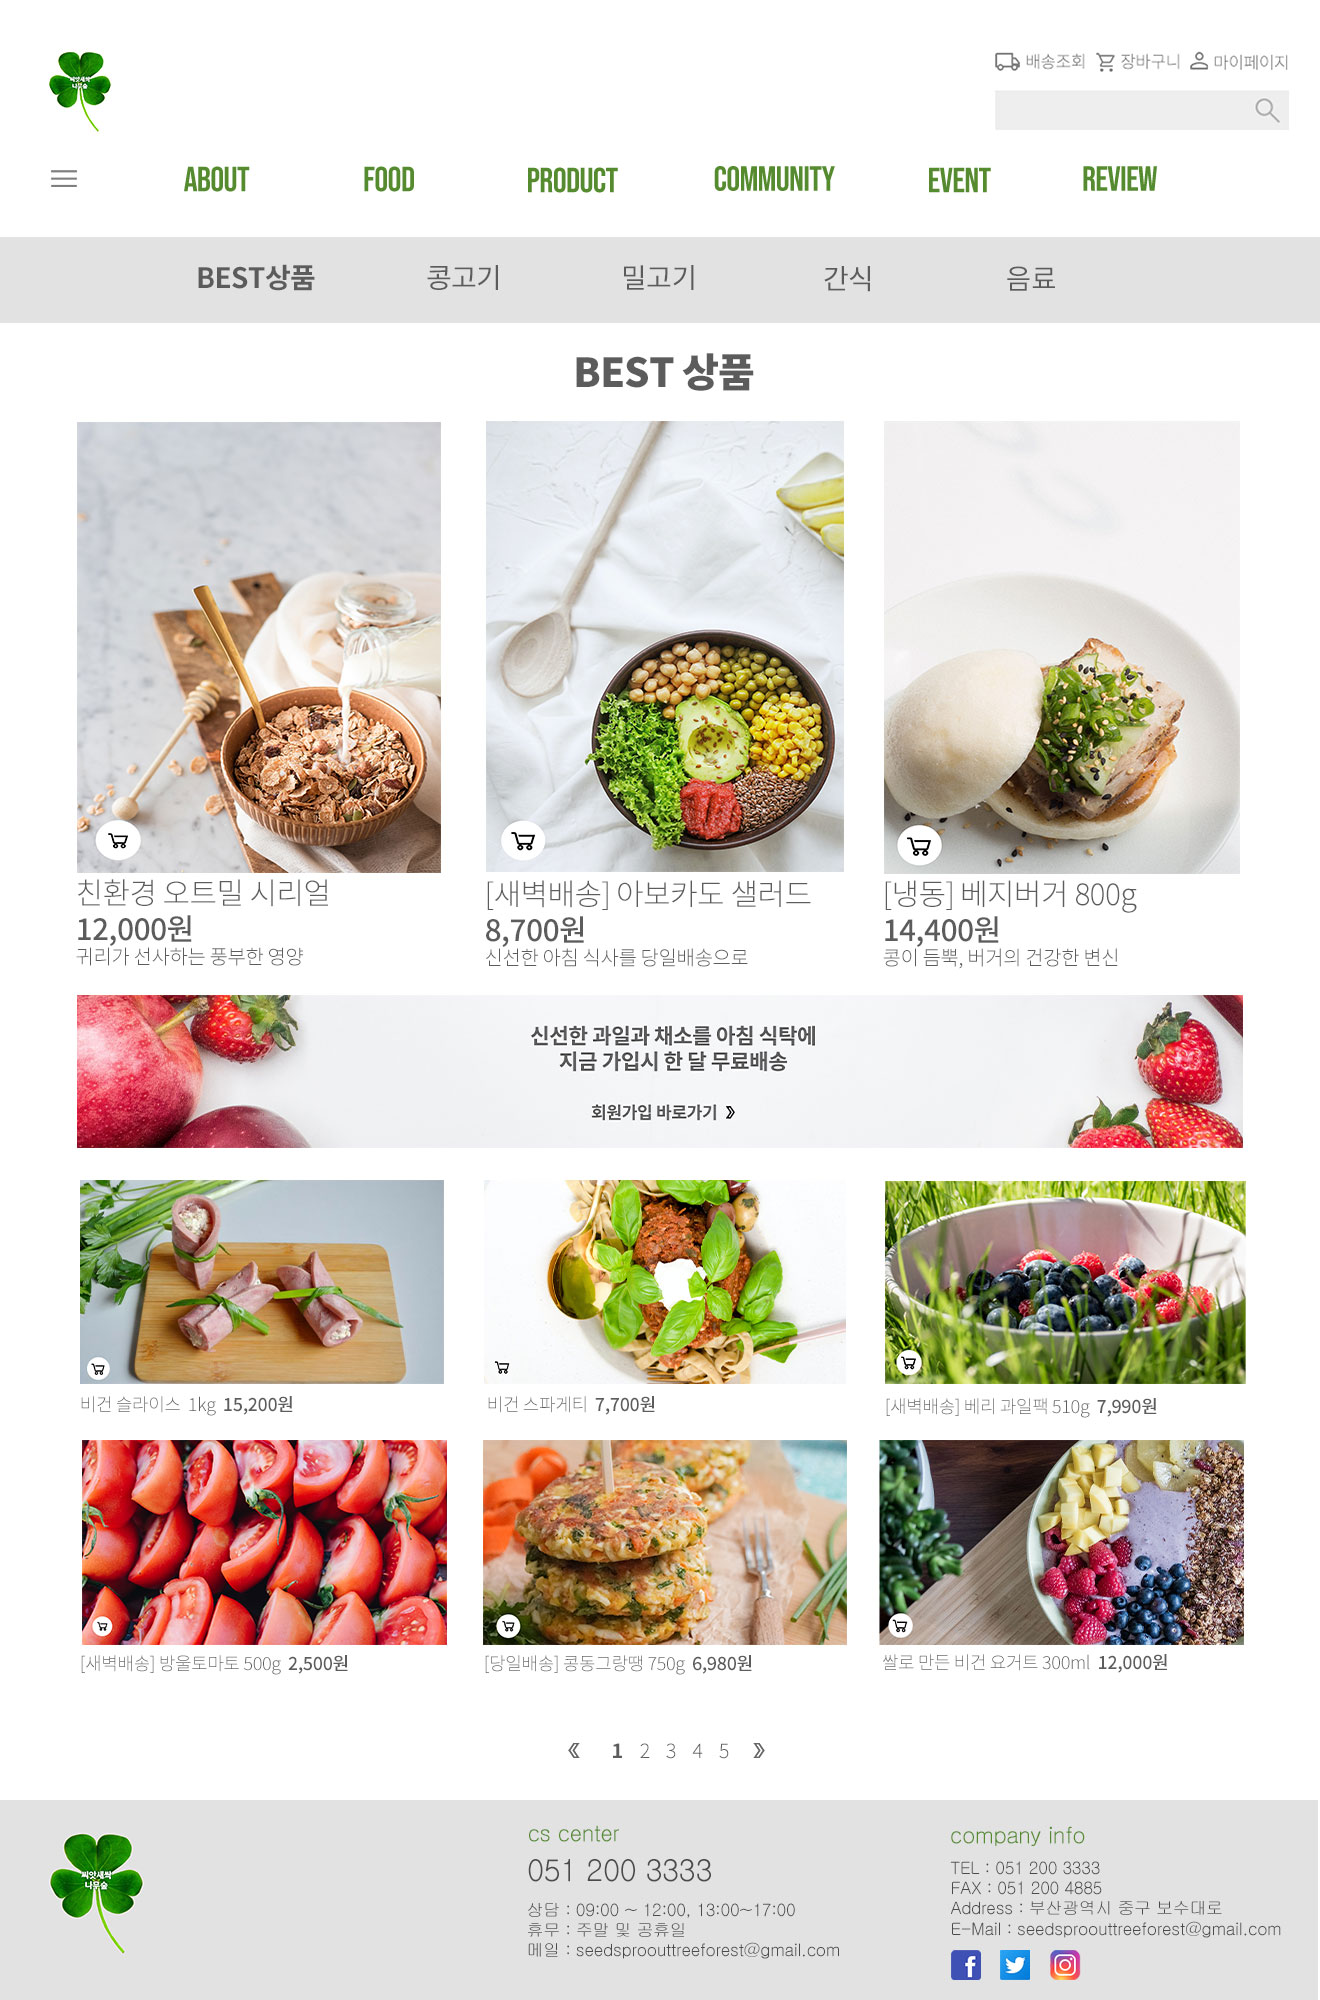 씨앗새싹
나무숲
배송조회 장바구니 마이페이지
ABOUT FOOD PRODUCT COMMUNITY EVENT REVIEW
BEST상품 콩고기 밀고기 간식 음료
BEST 상품
친환경 오트밀 시리얼
12,000원
귀리가 선사하는 풍부한 영양
[새벽배송] 아보카도 샐러드
8,700원
신선한 아침 식사를 당일배송으로
[냉동] 베지버거 800g
14,400원
콩이 듬뿍, 버거의 건강한 변신
신선한 과일과 채소를 아침 식탁에
지금 가입시 한 달 무료배송
회원가입 바로가기 》
비건 슬라이스 1kg 15,200원
비건 스파게티 7,700원
[새벽배송] 베리 과일팩 510g 7,990원
[새벽배송] 방울토마토 500g 2,500원
[당일배송] 콩동그랑땡 750g 6,980원
쌀로 만든 비건 요거트 300ml 12,000원
《 1 2 3 4 5 》
씨앗새싹
나무숲
cs center
051 200 3333
상담 : 09:00 ~ 12:00, 13:00~17:00
휴무 : 주말 및 공휴일
메일 : seedsproouttreeforest@gmail.com
company info
TEL : 051 200 3333
FAX : 051 200 4885
Address : 부산광역시 중구 보수대로
E-Mail : seedsproouttreeforest@gmail.com